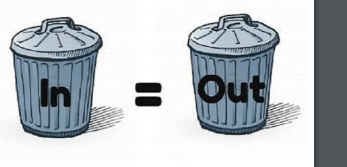 In = Out